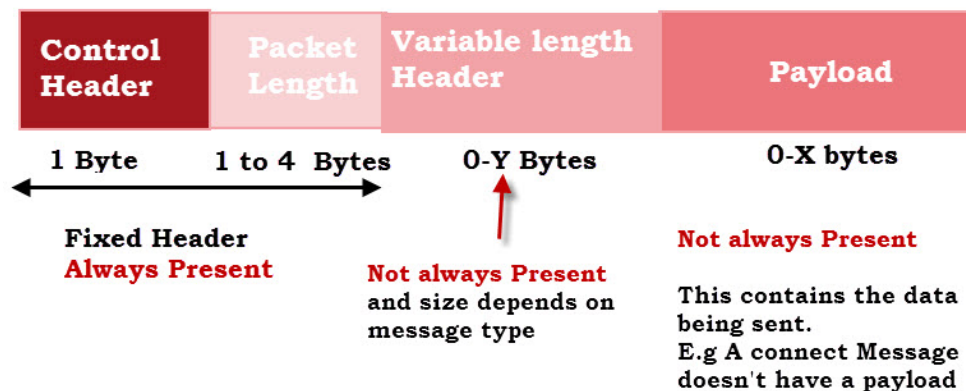 Control
Header
Packet
Length
Variable length
Header
Payload
1 Byte
1 to 4 Bytes
0-Y Bytes
0-X bytes
Fixed Header
Always Present
Not always Present
and size depends on
message type
Not always Present
This contains the data
being sent.
E.g A connect Message
doesn't have a payload